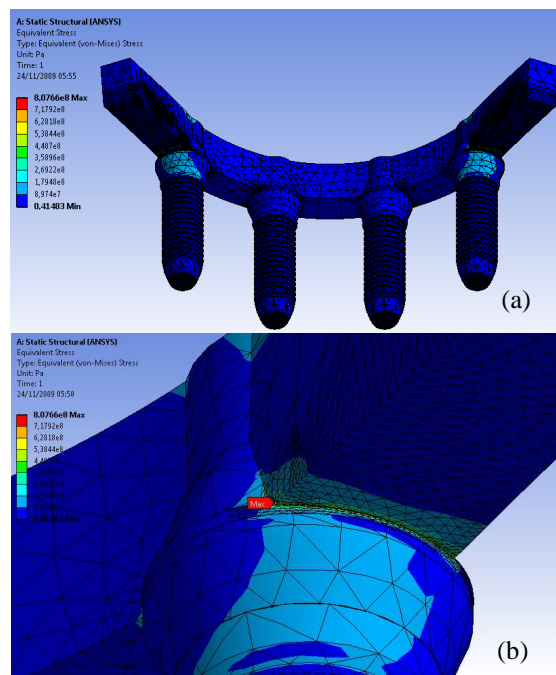 A: Static Structural (ANSYS)
Equivalent Stress
Type: Equivalent (von-Mises) Stress
Unit: Pa
Time: 1
24/11/2009 05:55
8,0766e8 Max
7,1792e8
6,2818e8
5,3844e8
4,487e8
3,5896e8
2,6922e8
1,7948e8
8,974e7
0,41483 Min
(a)
A: Static Structural (ANSYS)
Equivalent Stress
Type: Equivalent (von-Mises) Stress
Unit: Pa
Time: 1
24/11/2009 05:58
8,0766e8 Max
7,1792e8
6,2818e8
5,3844e8
Max
(b)